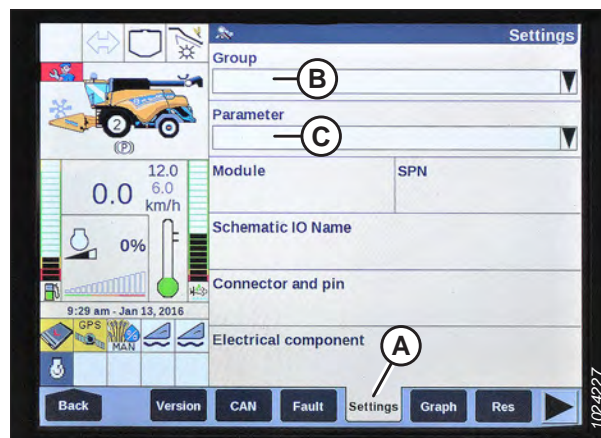 Settings
Group
B
Parameter
C
2
(P)
12.0
0.0 6.0
km/h
Module SPN
0%
Schematic IO Name
Connector and pin
9:29 am - Jan 13, 2016
GPS
MAN
Electrical component
A
Back Version CAN Fault Settings Graph Res
1024227